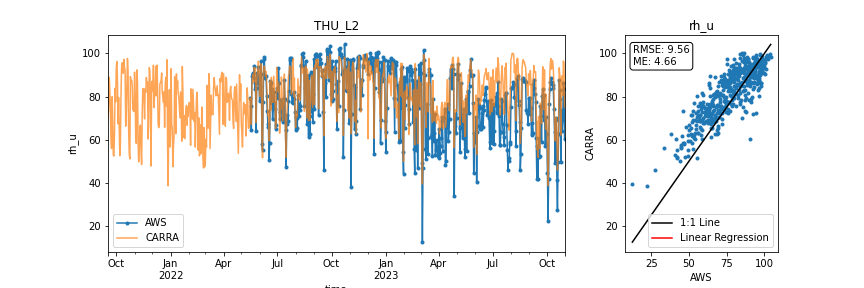 THU_L2
rh_u
100
80
60
40
20
rh_u
AWS
CARRA
Oct
Jan
2022
Apr
Jul
Oct
Jan
2023
Apr
Jul
Oct
time
rh_u
RMSE: 9.56
ME: 4.66
100
80
60
40
20
CARRA
1:1 Line
Linear Regression
25
50
75
100
AWS